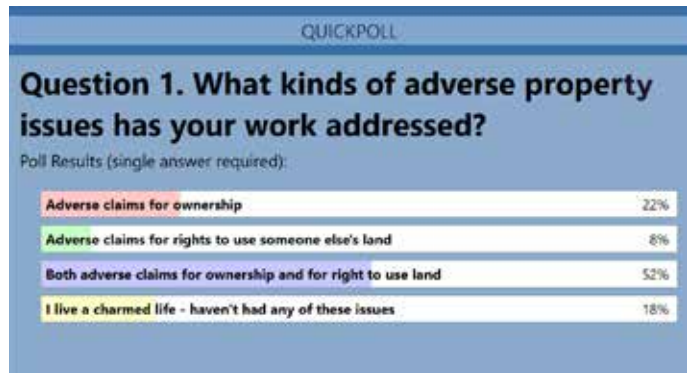 QUICKPOLL
Question 1. What kinds of adverse property
issues has your work addressed?
Poll Results (single answer required):
Adverse claims for ownership 22%
Adverse claims for rights to use someone else's land 8%
Both adverse claims for ownership and for right to use land 52%
I live a charmed life - haven't had any of these issues 18%